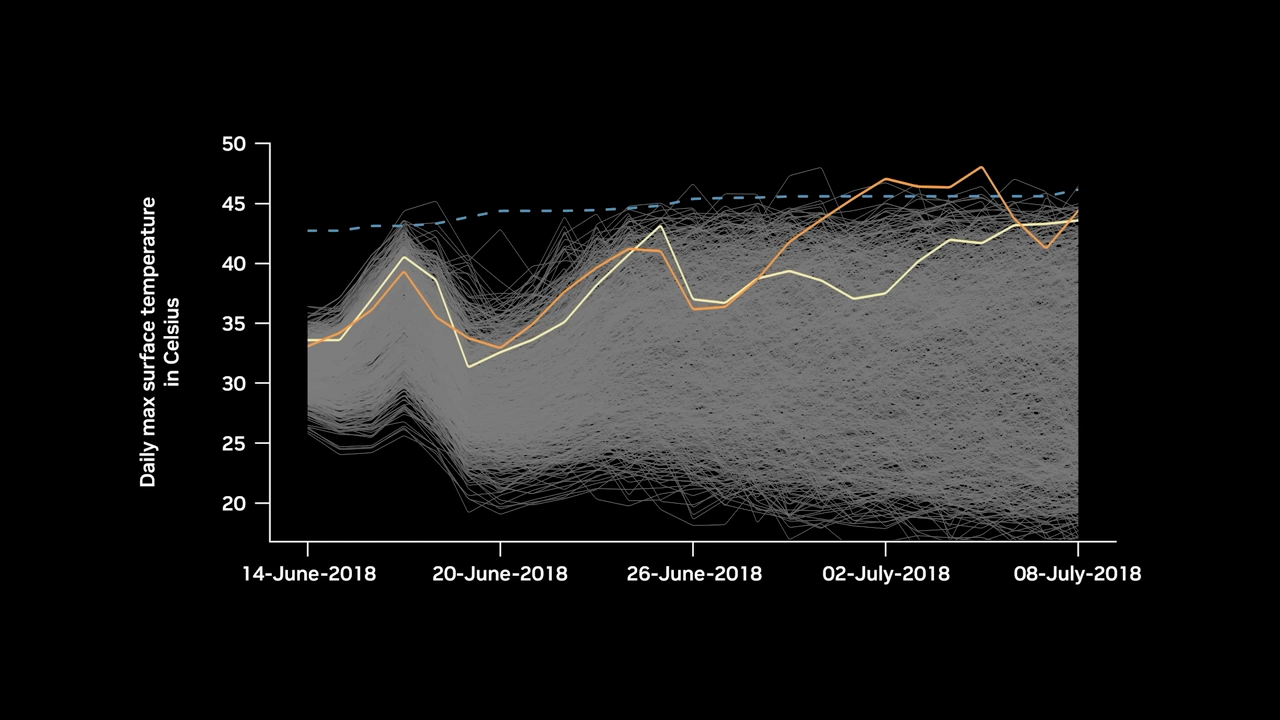 Daily max surface temperature
in Celsius
50
45
40
35
30
25
20
14-June-2018
20-June-2018
26-June-2018
02-July-2018
08-July-2018